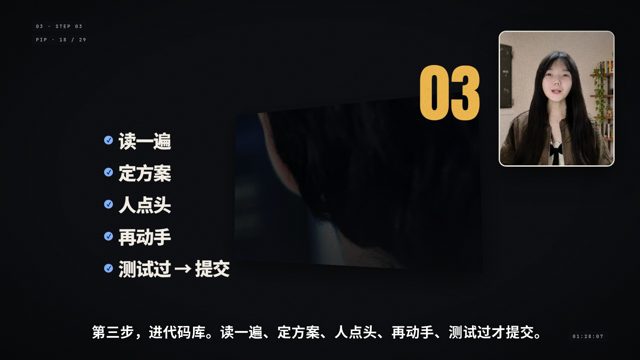 03 · STEP 03
PIP · 18 / 29
03
读一遍
定方案
人点头
再动手
测试过 → 提交
第三步，进代码库。读一遍、定方案、人点头、再动手、测试过才提交。
01:28:07